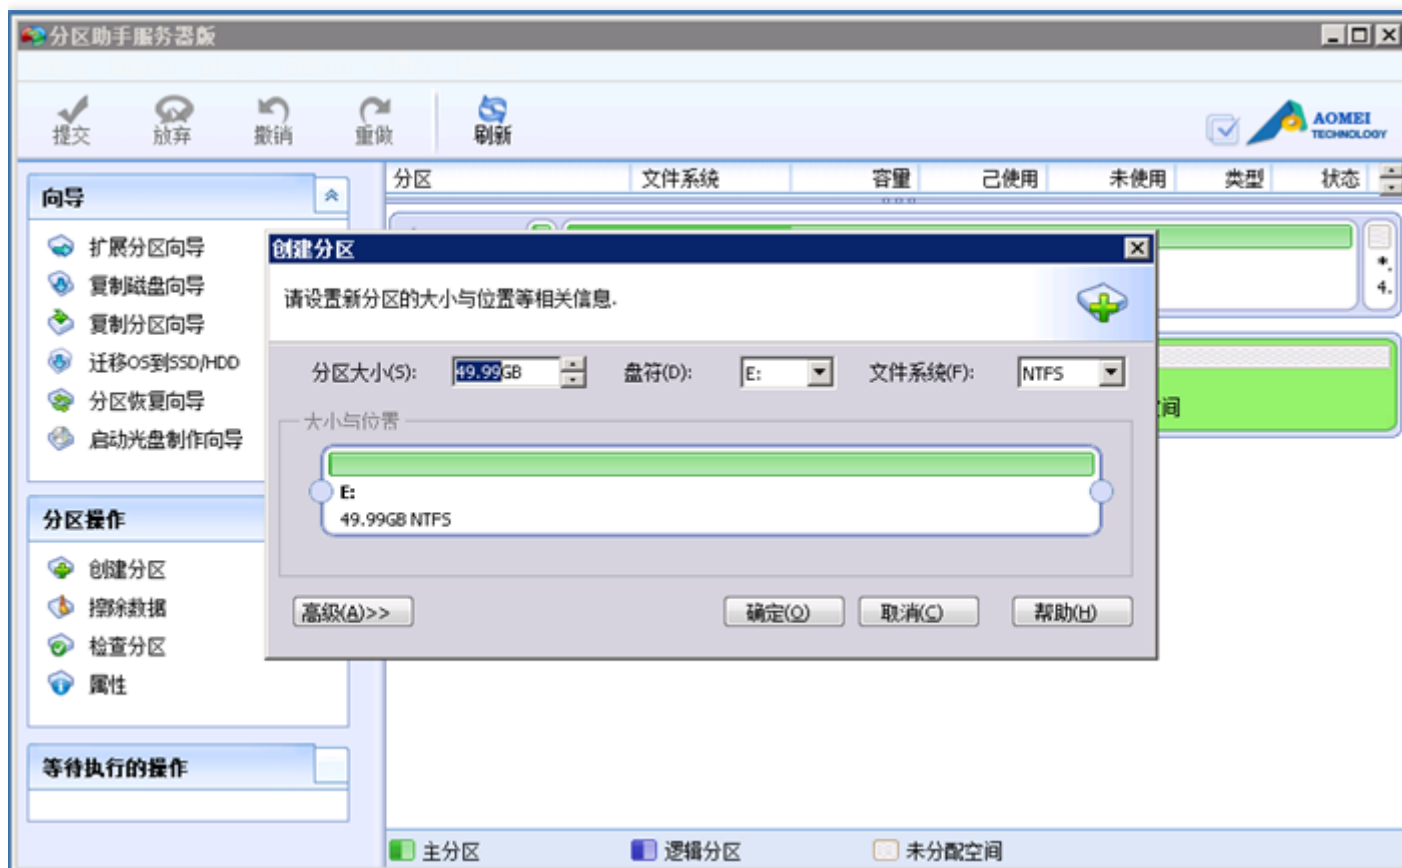 分区助手服务器版
提交 放弃 撤销 重做 刷新
AOMEI
TECHNOLOGY
向导
扩展分区向导
复制磁盘向导
复制分区向导
迁移OS到SSD/HDD
分区恢复向导
启动光盘制作向导
分区操作
创建分区
擦除数据
检查分区
属性
等待执行的操作
分区 文件系统 容量 己使用 未使用 类型 状态
*.
4.
间
创建分区
请设置新分区的大小与位置等相关信息.
分区大小(S): 49.99GB 盘符(D): E: 文件系统(F): NTFS
大小与位置
E:
49.99GB NTFS
高级(A)>> 确定(O) 取消(C) 帮助(H)
主分区 逻辑分区 未分配空间